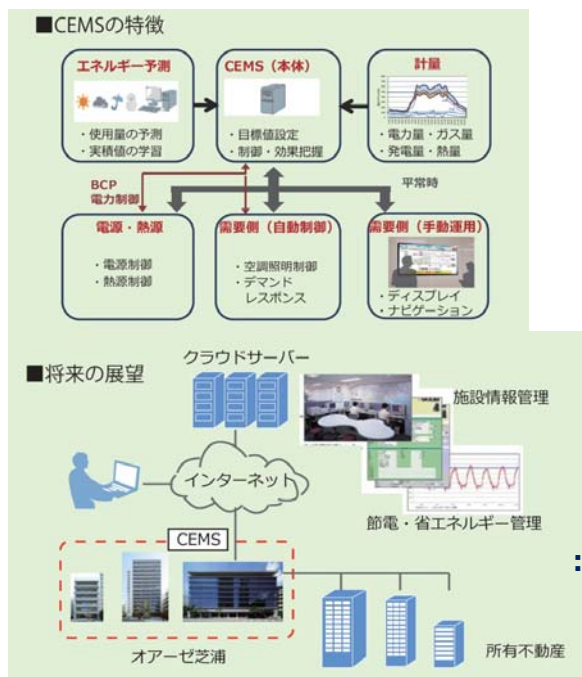 ■CEMSの特徴
エネルギー予測
・使用量の予測
・実積値の学習
CEMS（本体）
・目標値設定
・制御・効果把握
計量
・電力量・ガス量
・発電量・熱量
BCP
電力制御
平常時
電源・熱源
・電源制御
・熱源制御
需要側（自動制御）
・空調照明制御
・デマンド
レスポンス
需要側（手動運用）
・ディスプレイ
・ナビゲーション
■将来の展望
クラウドサーバー
施設情報管理
インターネット
節電・省エネルギー管理
CEMS
オアーゼ芝浦
所有不動産
: